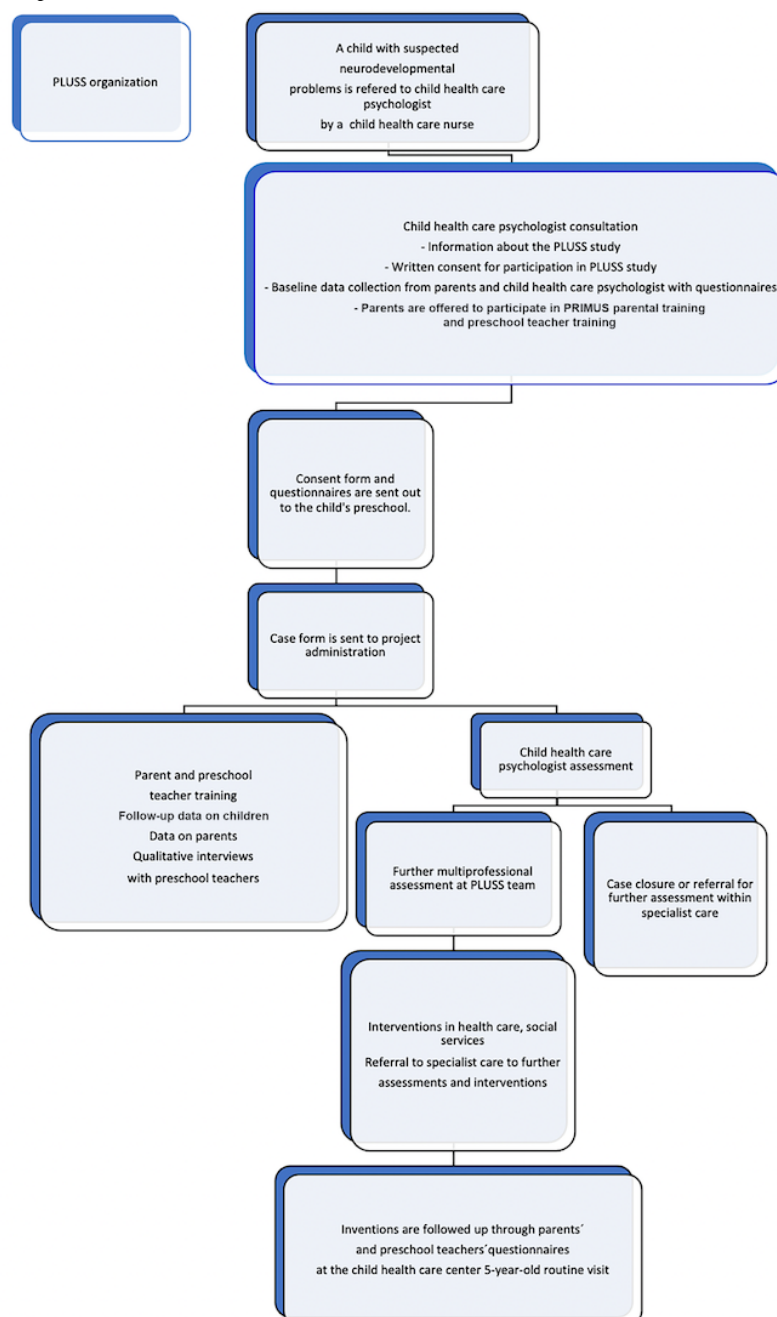 PLUSS organization
A child with suspected
neurodevelopmental
problems is refered to child health care
psychologist
by a child health care nurse
Child health care psychologist consultation
- Information about the PLUSS study
- Written consent for participation in PLUSS study
- Baseline data collection from parents and child health care psychologist with questionnaires
- Parents are offered to participate in PRIMUS parental training
and preschool teacher training
Consent form and
questionnaires are sent out
to the child's preschool.
Case form is sent to project
administration
Parent and preschool
teacher training
Follow-up data on children
Data on parents
Qualitative interviews
with preschool teachers
Child health care
psychologist assessment
Further multiprofessional
assessment at PLUSS team
Case closure or referral for
further assessment within
specialist care
Interventions in health care, social
services
Referral to specialist care to further
assessments and interventions
Inventions are followed up through parents´
and preschool teachers´questionnaires
at the child health care center 5-year-old routine visit